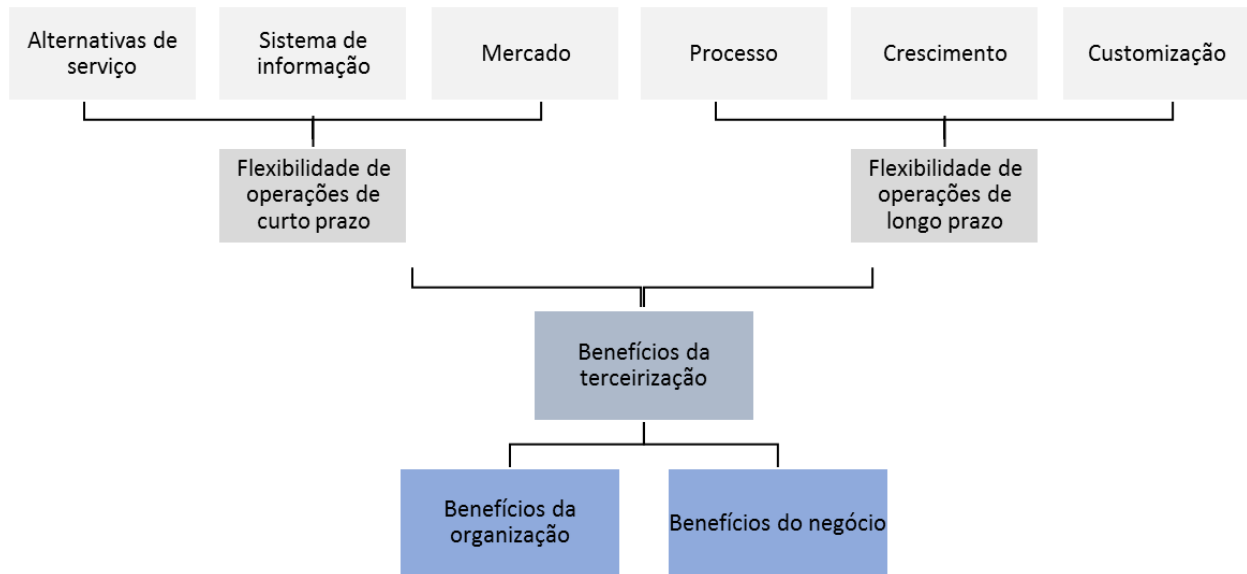 Alternativas de
serviço
Sistema de
informação
Mercado
Processo
Crescimento
Customização
Flexibilidade de
operações de
curto prazo
Flexibilidade de
operações de
longo prazo
Benefícios da
terceirização
Benefícios da
organização
Benefícios do negócio